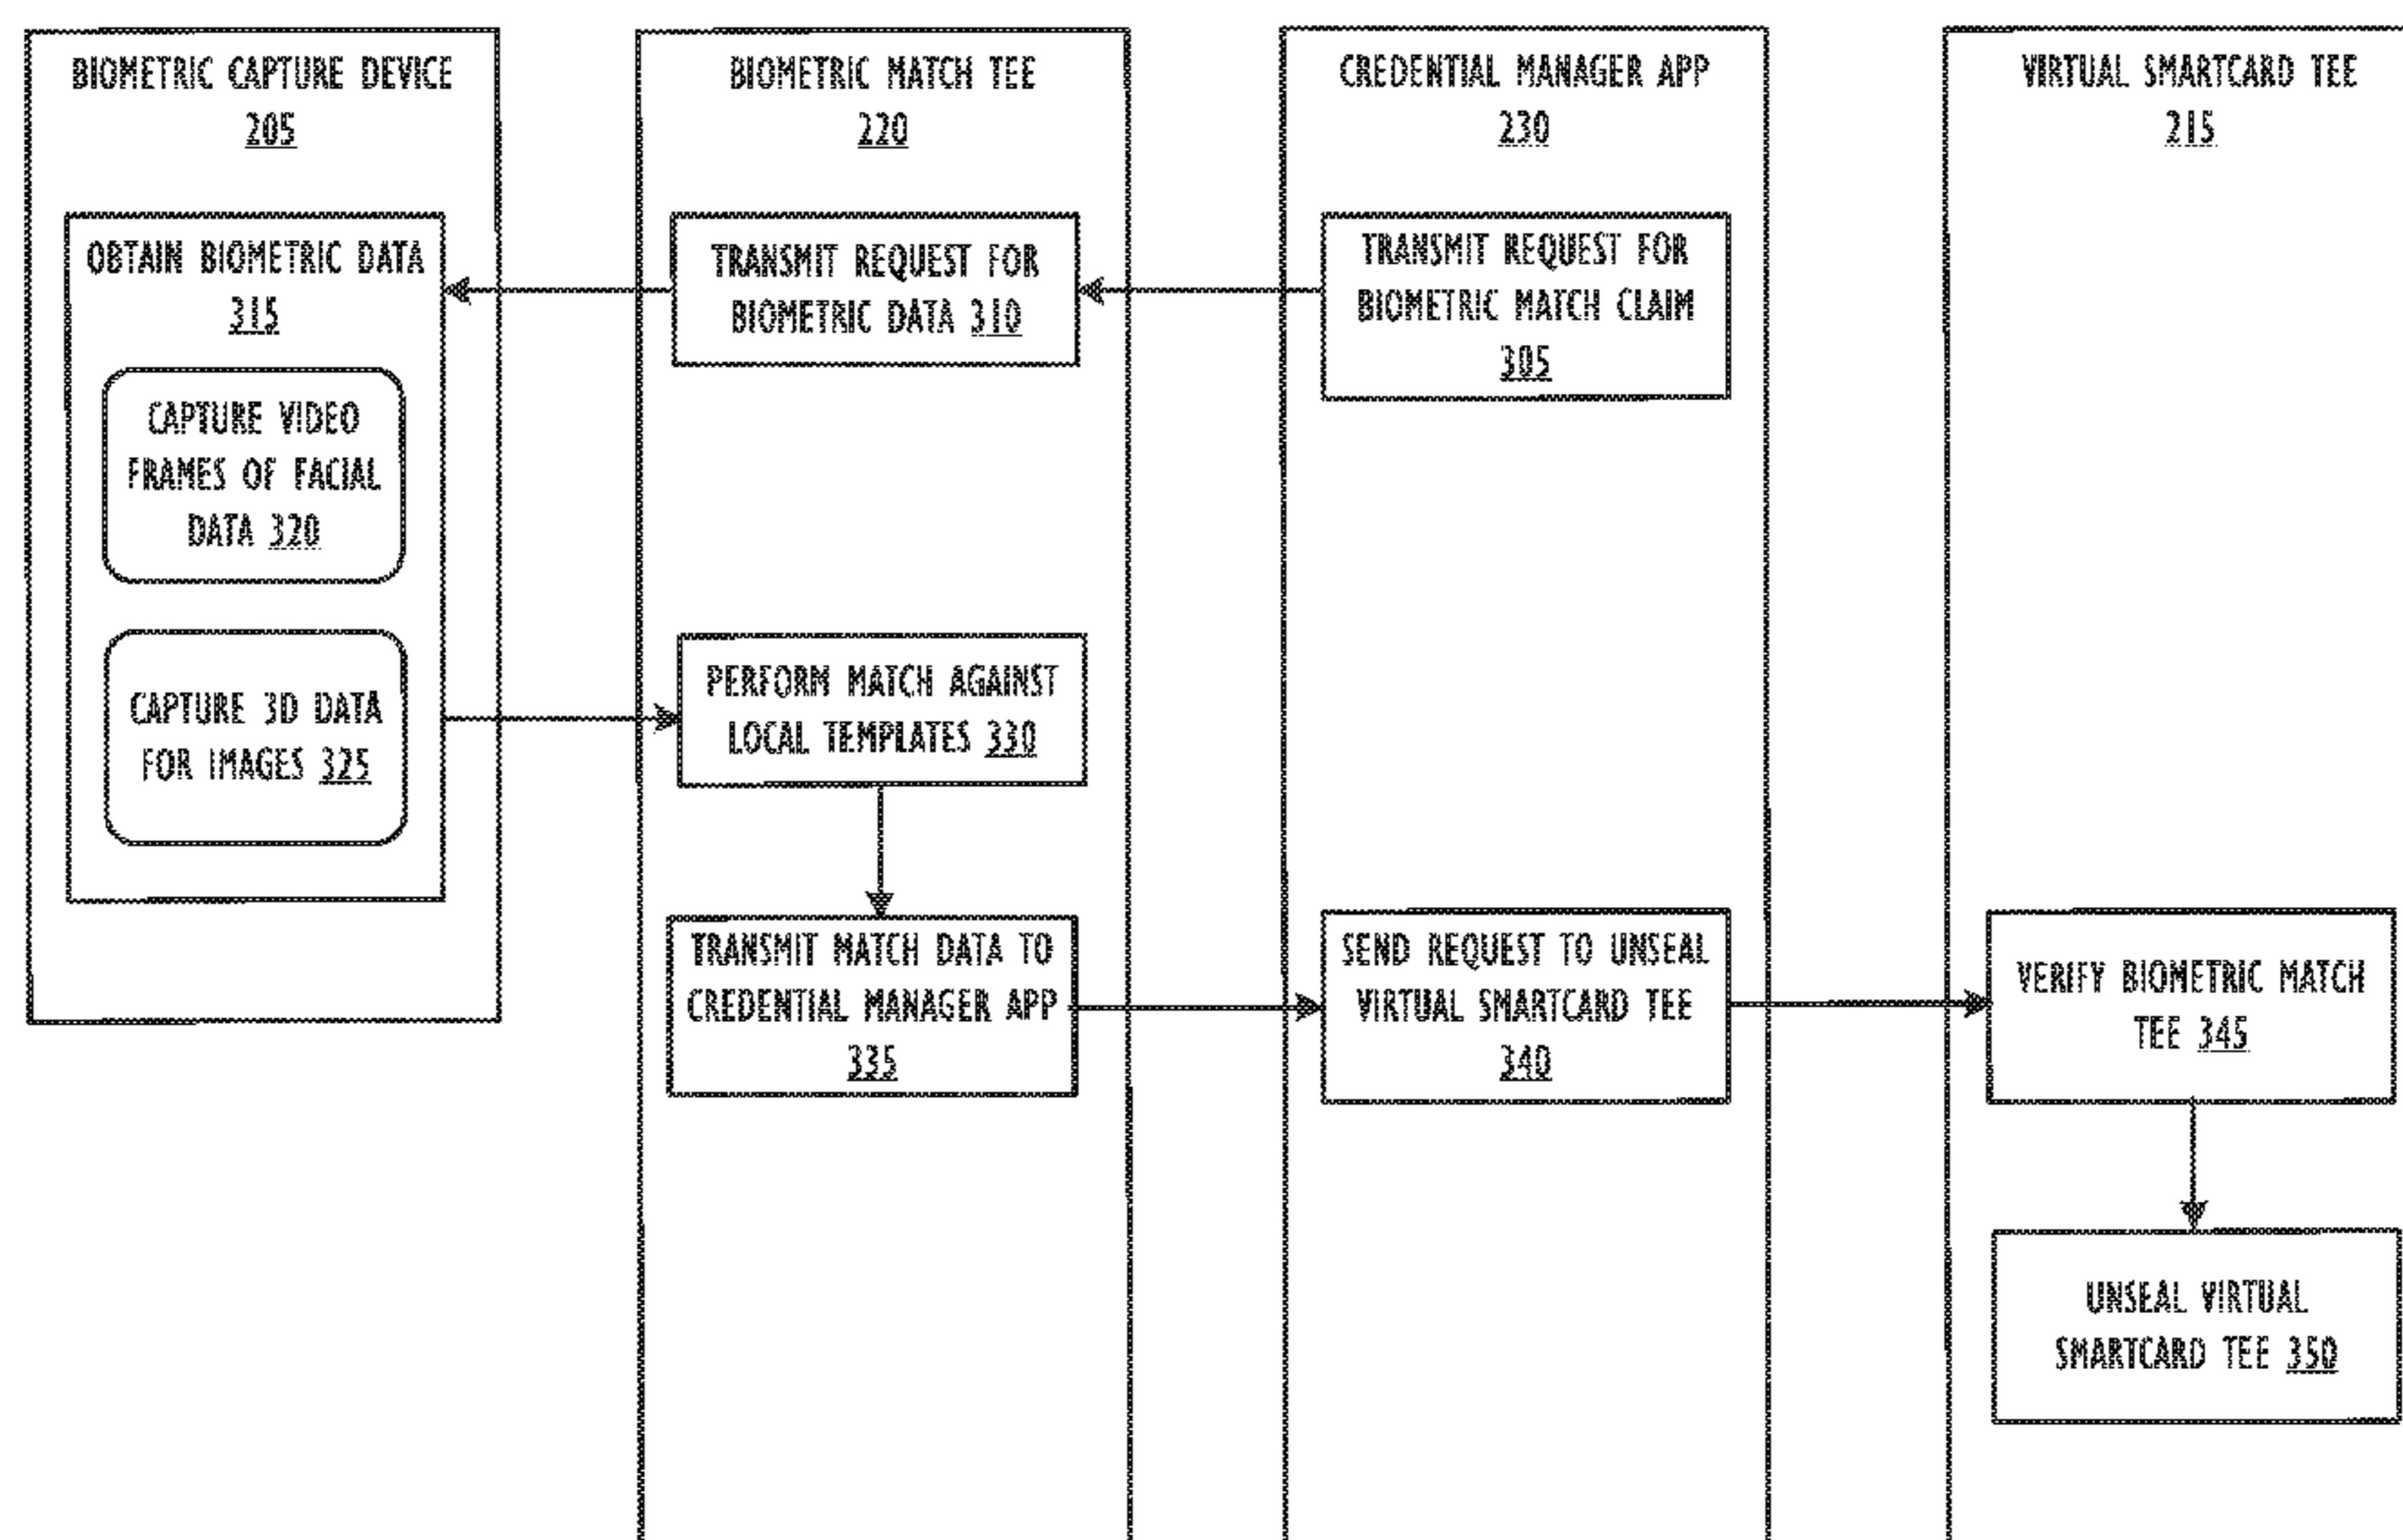 BIOMETRIC CAPTURE DEVICE
205
OBTAIN BIOMETRIC DATA
315
CAPTURE VIDEO
FRAMES OF FACIAL
DATA 320
CAPTURE 3D DATA
FOR IMAGES 325
BIOMETRIC MATCH TEE
220
TRANSMIT REQUEST FOR
BIOMETRIC DATA 310
PERFORM MATCH AGAINST
LOCAL TEMPLATES 330
TRANSMIT MATCH DATA TO
CREDENTIAL MANAGER APP
335
CREDENTIAL MANAGER APP
230
TRANSMIT REQUEST FOR
BIOMETRIC MATCH CLAIM
305
SEND REQUEST TO UNSEAL
VIRTUAL SMARTCARD TEE
340
VIRTUAL SMARTCARD TEE
215
VERIFY BIOMETRIC MATCH
TEE 345
UNSEAL VIRTUAL
SMARTCARD TEE 350